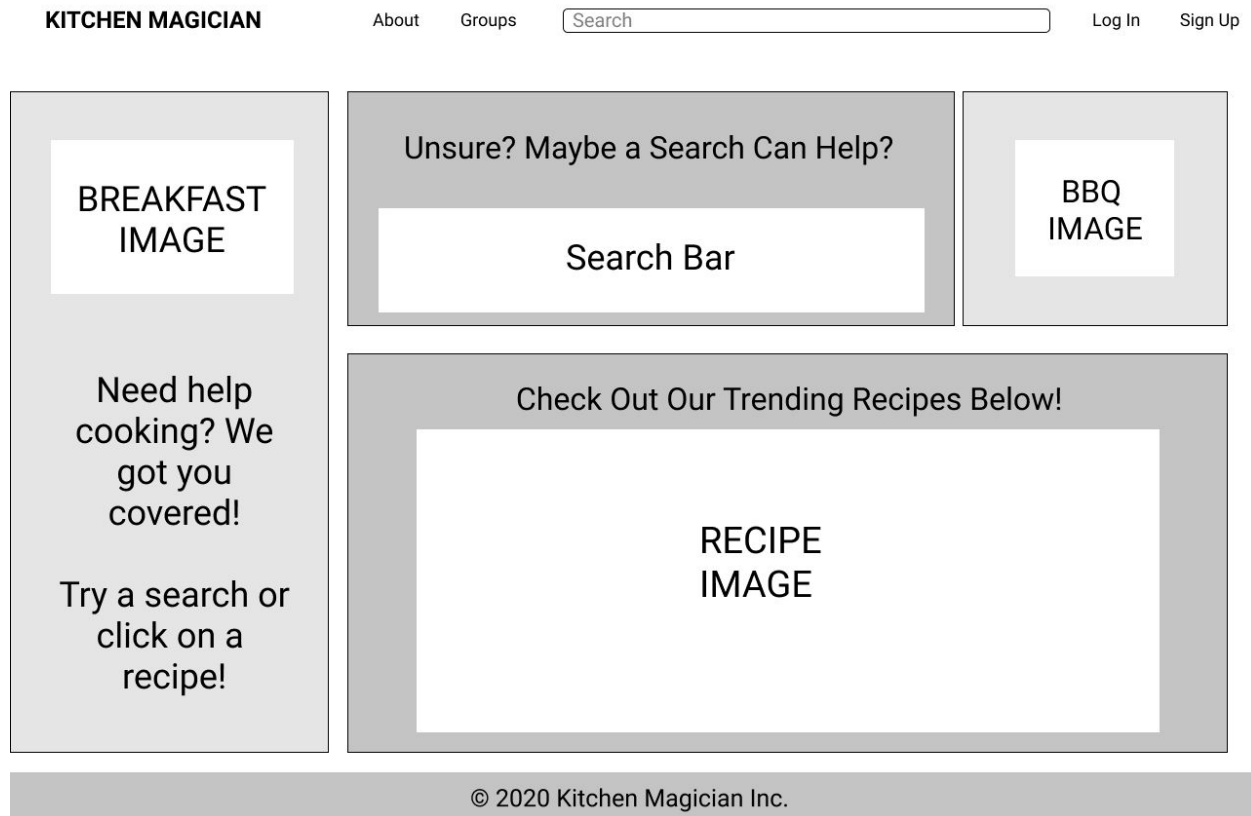 KITCHEN MAGICIAN
About
Groups
Search
Log In
Sign Up
BREAKFAST
IMAGE
Need help
cooking? We
got you
covered!
Try a search or
click on a
recipe!
Unsure? Maybe a Search Can Help?
Search Bar
BBQ
IMAGE
Check Out Our Trending Recipes Below!
RECIPE
IMAGE
© 2020 Kitchen Magician Inc.